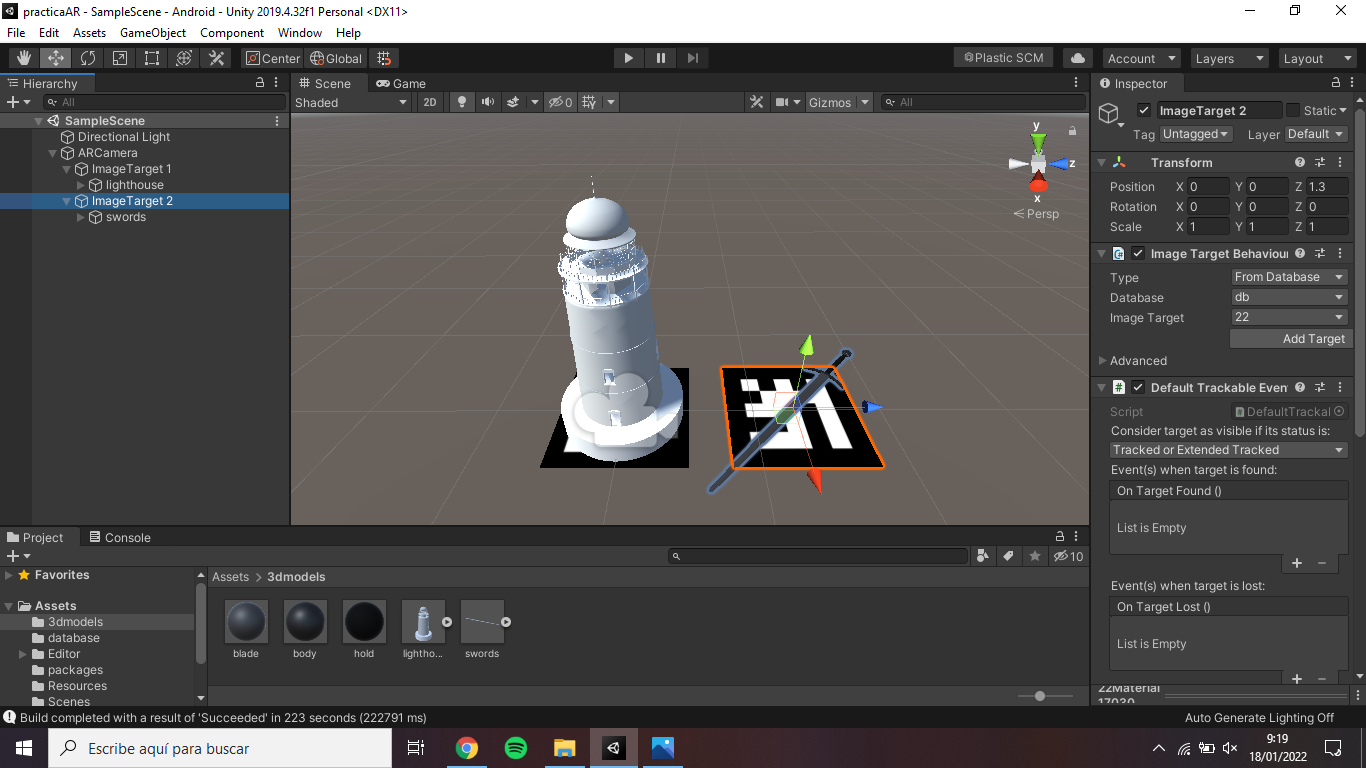 practicaAR - SampleScene - Android - Unity 2019.4.32f1 Personal <DX11>
File Edit Assets GameObject Component Window Help
Center Global Plastic SCM Account Layers Layout
Hierarchy
All
SampleScene
Directional Light
ARCamera
ImageTarget 1
lighthouse
ImageTarget 2
swords
Scene Game
Shaded 2D 0 Gizmos All
y
z
x
Persp
Inspector
ImageTarget 2 Static
Tag Untagged Layer Default
Transform
Position X 0 Y 0 Z 1.3
Rotation X 0 Y 0 Z 0
Scale X 1 Y 1 Z 1
Image Target Behaviour
Type From Database
Database db
Image Target 22
Add Target
Advanced
Default Trackable Even
Script DefaultTrackal
Consider target as visible if its status is:
Tracked or Extended Tracked
Event(s) when target is found:
On Target Found ()
List is Empty
Event(s) when target is lost:
On Target Lost ()
List is Empty
22Material
17030
Project Console
10
Favorites
Assets
3dmodels
database
Editor
packages
Resources
Scenes
Assets > 3dmodels
blade body hold lightho... swords
Build completed with a result of 'Succeeded' in 223 seconds (222791 ms)
Auto Generate Lighting Off
Escribe aquí para buscar
9:19
18/01/2022